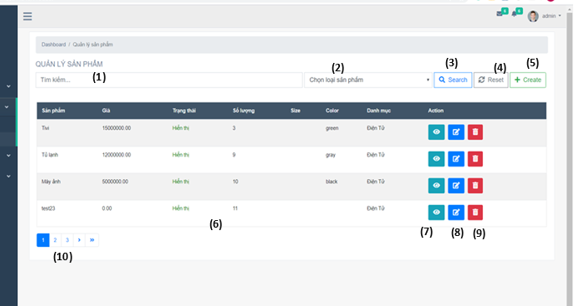 admin
Dashboard / Quản lý sản phẩm
QUẢN LÝ SẢN PHẨM
(1) (2) (3) (4) (5)
Tìm kiếm... Chọn loại sản phẩm Search Reset + Create
Sản phẩm Giá Trạng thái Số lượng Size Color Danh mục Action
Tivi 15000000.00 Hiển thị 3 green Điện Tử
Tủ lạnh 12000000.00 Hiển thị 9 gray Điện Tử
Máy ảnh 5000000.00 Hiển thị 10 black Điện Tử
test23 0.00 Hiển thị 11 Điện Tử
(6) (7) (8) (9)
1 2 3
(10)